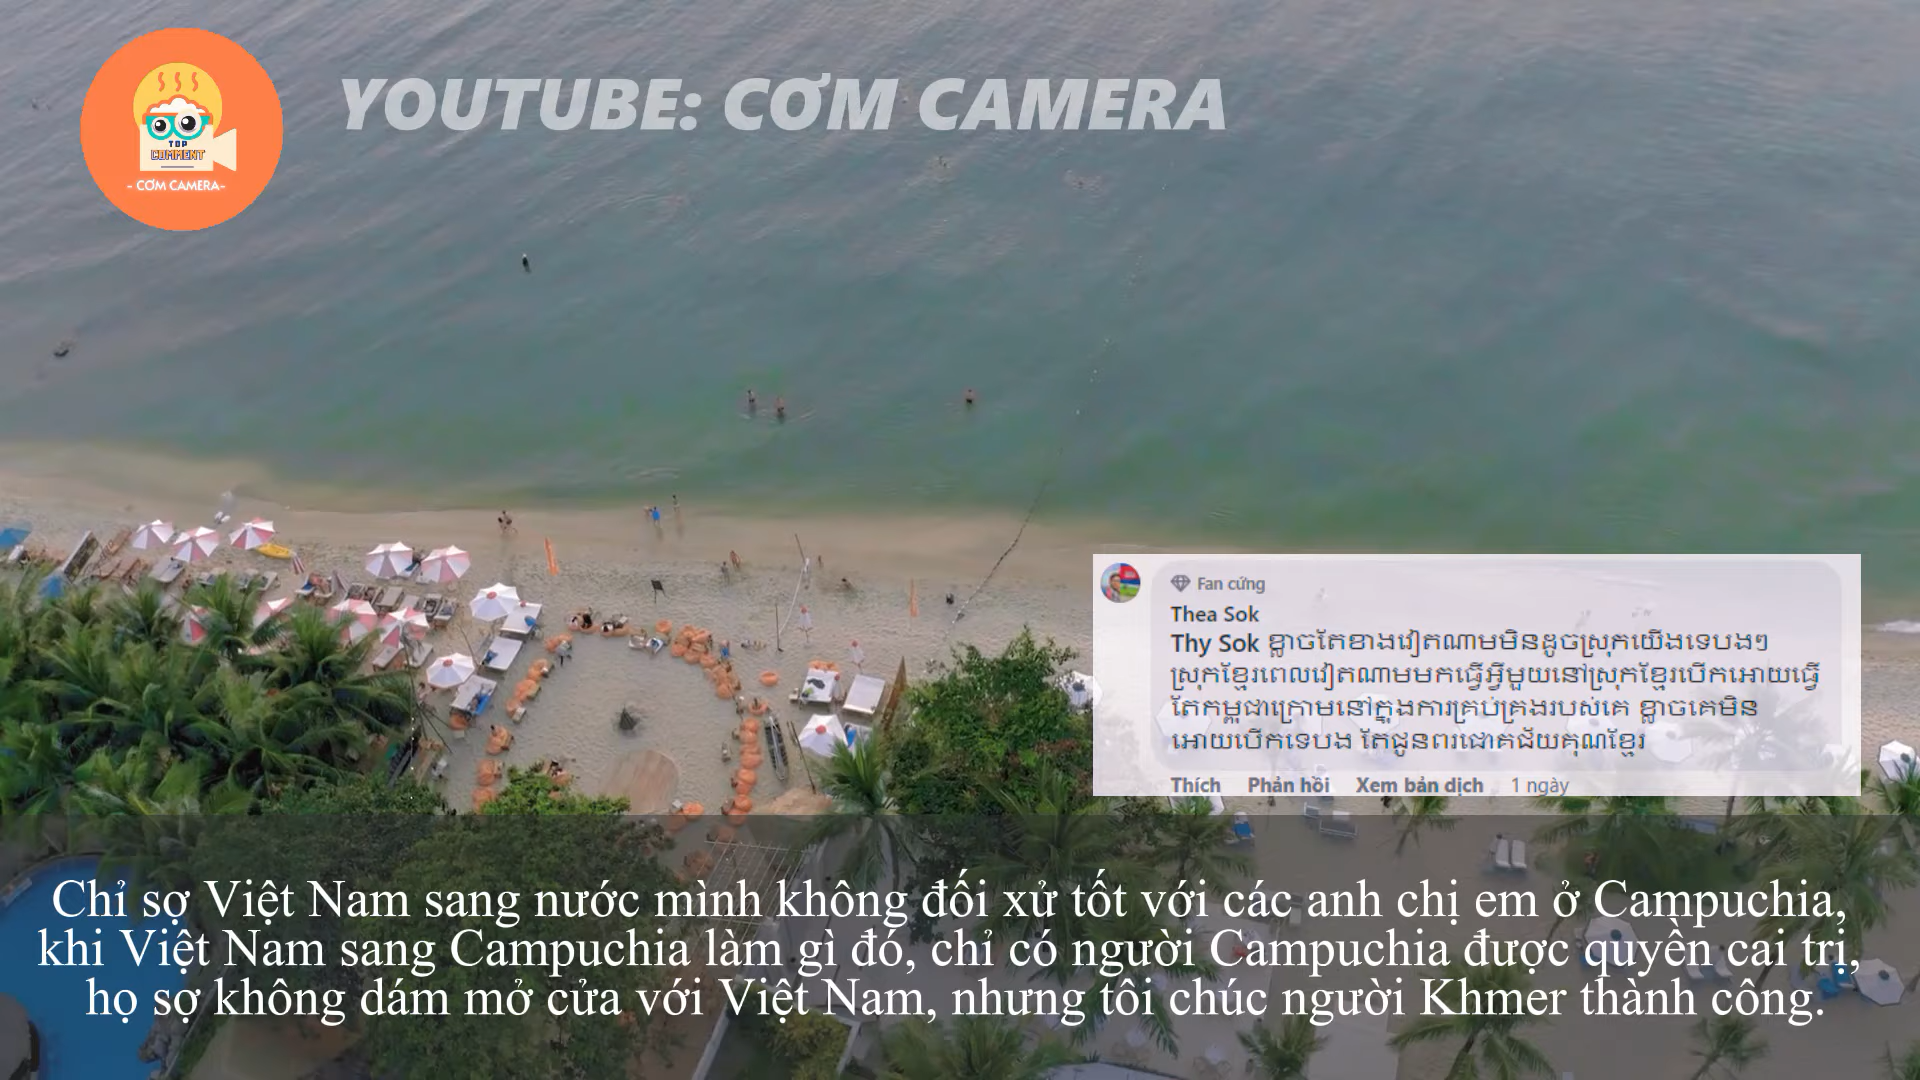 YOUTUBE: CƠM CAMERA
TOP
COMMENT
- CƠM CAMERA-
Fan cứng
Thea Sok
Thy Sok ខ្លាចតែខាងវៀតណាមមិនដូចស្រុកយើងទេបងៗ
ស្រុកខ្មែរពេលវៀតណាមមកធ្វើអ្វីមួយនៅស្រុកខ្មែរបើកអោយធ្វើ
តែកម្ពុជាក្រោមនៅក្នុងការគ្រប់គ្រងរបស់គេ ខ្លាចគេមិន
អោយបើកទេបង តែជូនពរជោគជ័យគុណខ្មែរ
Thích Phản hồi Xem bản dịch 1 ngày
Chỉ sợ Việt Nam sang nước mình không đối xử tốt với các anh chị em ở Campuchia,
khi Việt Nam sang Campuchia làm gì đó, chỉ có người Campuchia được quyền cai trị,
họ sợ không dám mở cửa với Việt Nam, nhưng tôi chúc người Khmer thành công.